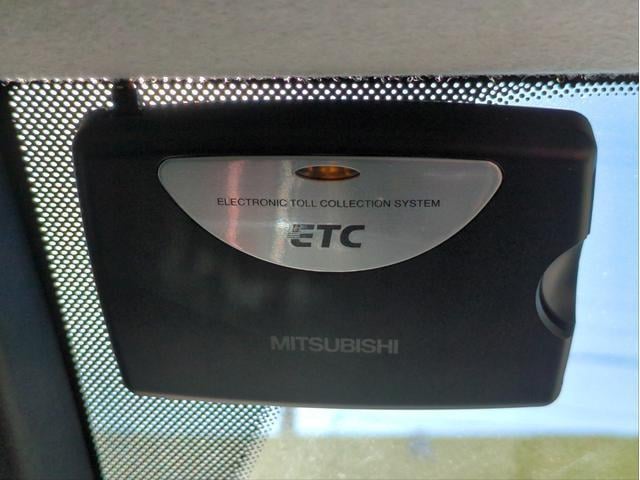 ELECTRONIC TOLL COLLECTION SYSTEM
ETC
MITSUBISHI